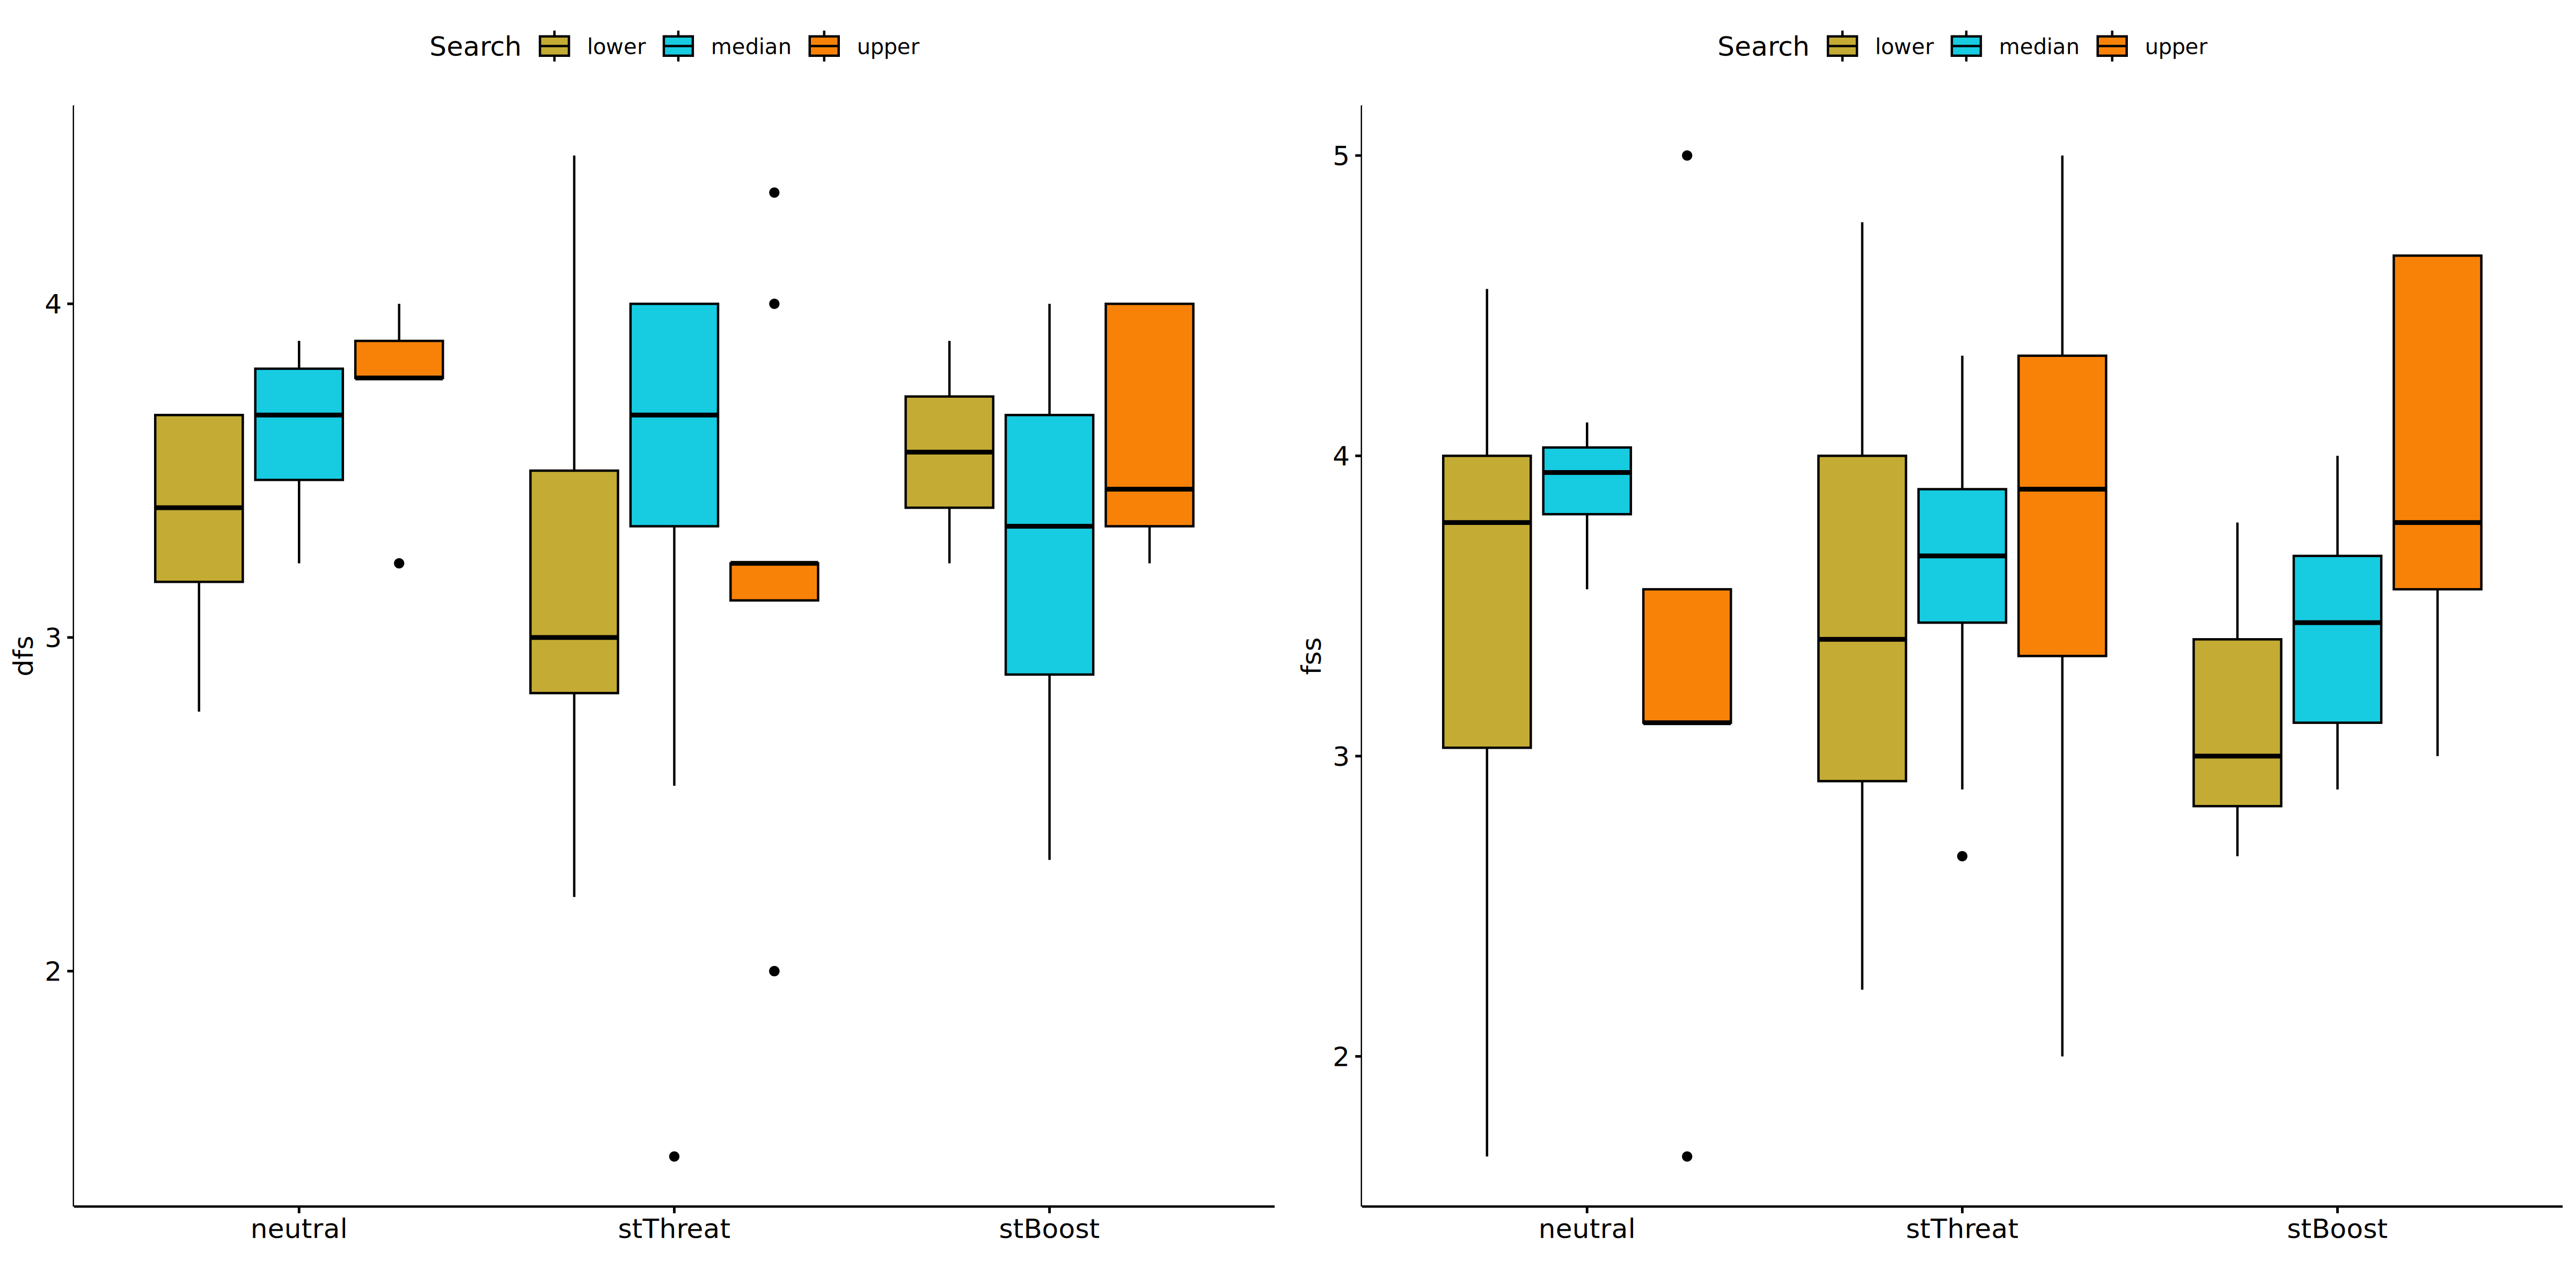 Search lower median upper
4
3
2
dfs
neutral stThreat stBoost
Search lower median upper
5
4
3
2
fss
neutral stThreat stBoost